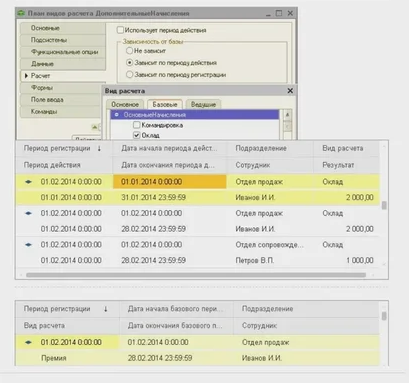 План видов расчета ДополнительныеНачисления
Основные
Подсистемы
Функциональные опции
Данные
Расчет
Формы
Поле ввода
Команды
Использует период действия
Зависимость от базы
Не зависит
Зависит по периоду действия
Зависит по периоду регистрации
Вид расчета
Основное Базовые Ведущие
ОсновныеНачисления
Командировка
Оклад
Период регистрации ↓ Дата начала периода дейст... Подразделение Вид расчета
Период действия Дата окончания периода д... Сотрудник Результат
01.02.2014 0:00:00 01.01.2014 0:00:00 Отдел продаж Оклад
01.01.2014 0:00:00 31.01.2014 23:59:59 Иванов И.И. 2 000,00
01.02.2014 0:00:00 01.02.2014 0:00:00 Отдел продаж Оклад
01.02.2014 0:00:00 28.02.2014 23:59:59 Иванов И.И. 2 000,00
01.02.2014 0:00:00 01.02.2014 0:00:00 Отдел сопровожде... Оклад
01.02.2014 0:00:00 28.02.2014 23:59:59 Петров В.П. 1 000,00
Период регистрации ↓ Дата начала базового пери... Подразделение
Вид расчета Дата окончания базового п... Сотрудник
01.02.2014 0:00:00 01.02.2014 0:00:00 Отдел продаж
Премия 28.02.2014 23:59:59 Иванов И.И.